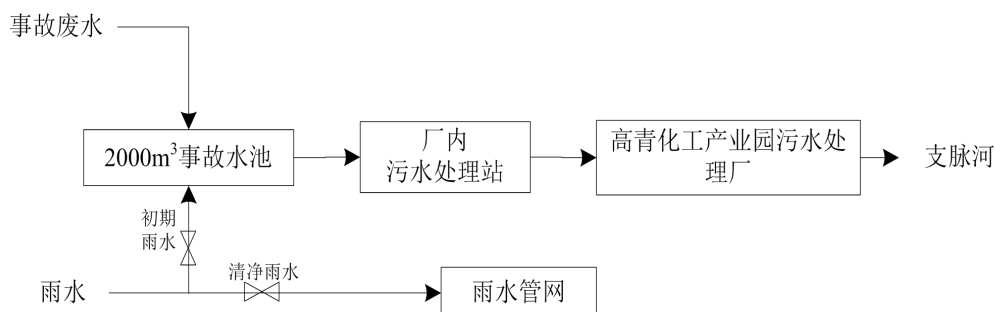 事故废水
2000m³事故水池
厂内
污水处理站
高青化工产业园污水处
理厂
支脉河
初期
雨水
清净雨水
雨水
雨水管网